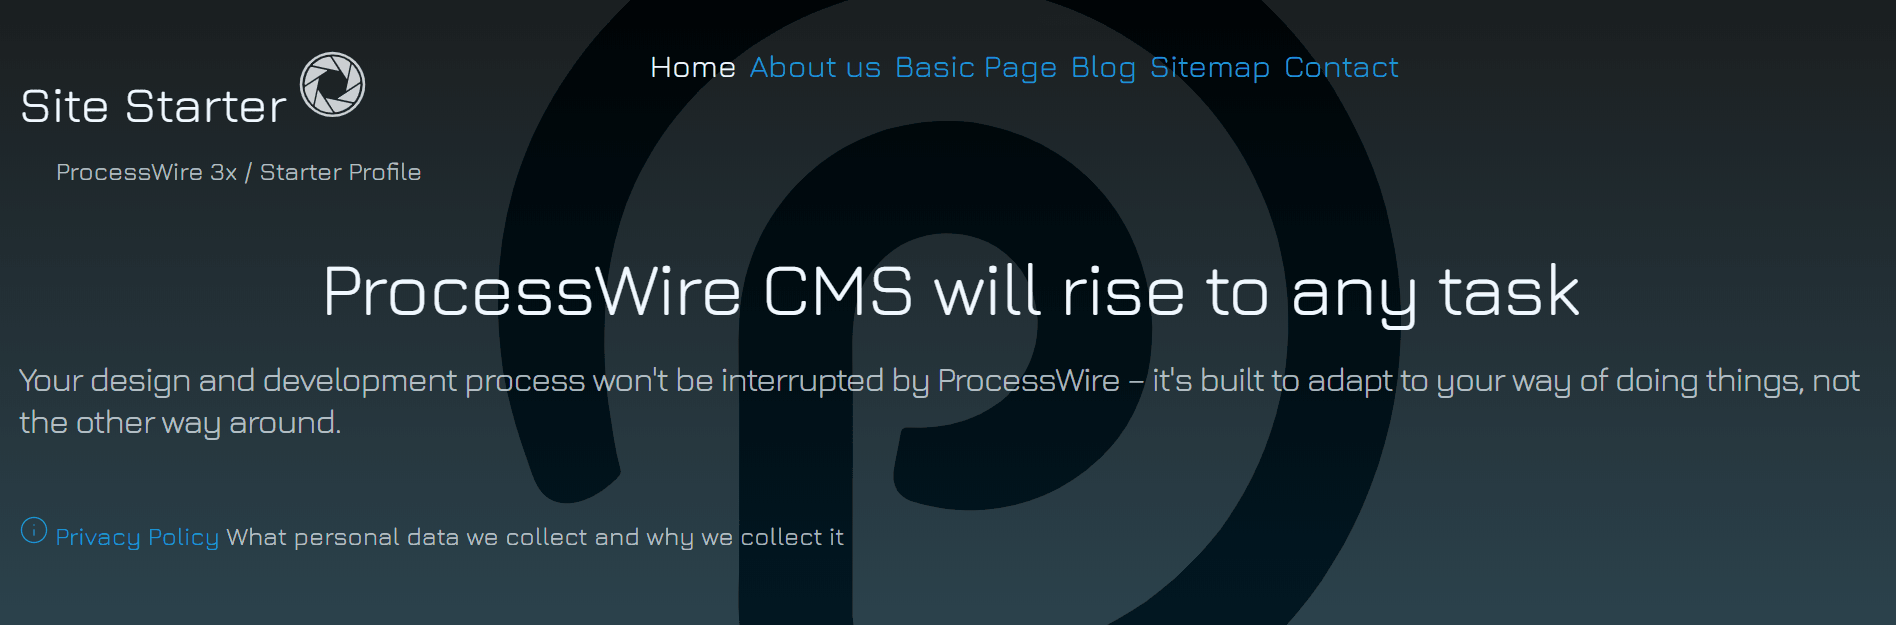 Home About us Basic Page Blog Sitemap Contact
Site Starter
ProcessWire 3x / Starter Profile
ProcessWire CMS will rise to any task
Your design and development process won't be interrupted by ProcessWire – it's built to adapt to your way of doing things, not
the other way around.
Privacy Policy What personal data we collect and why we collect it